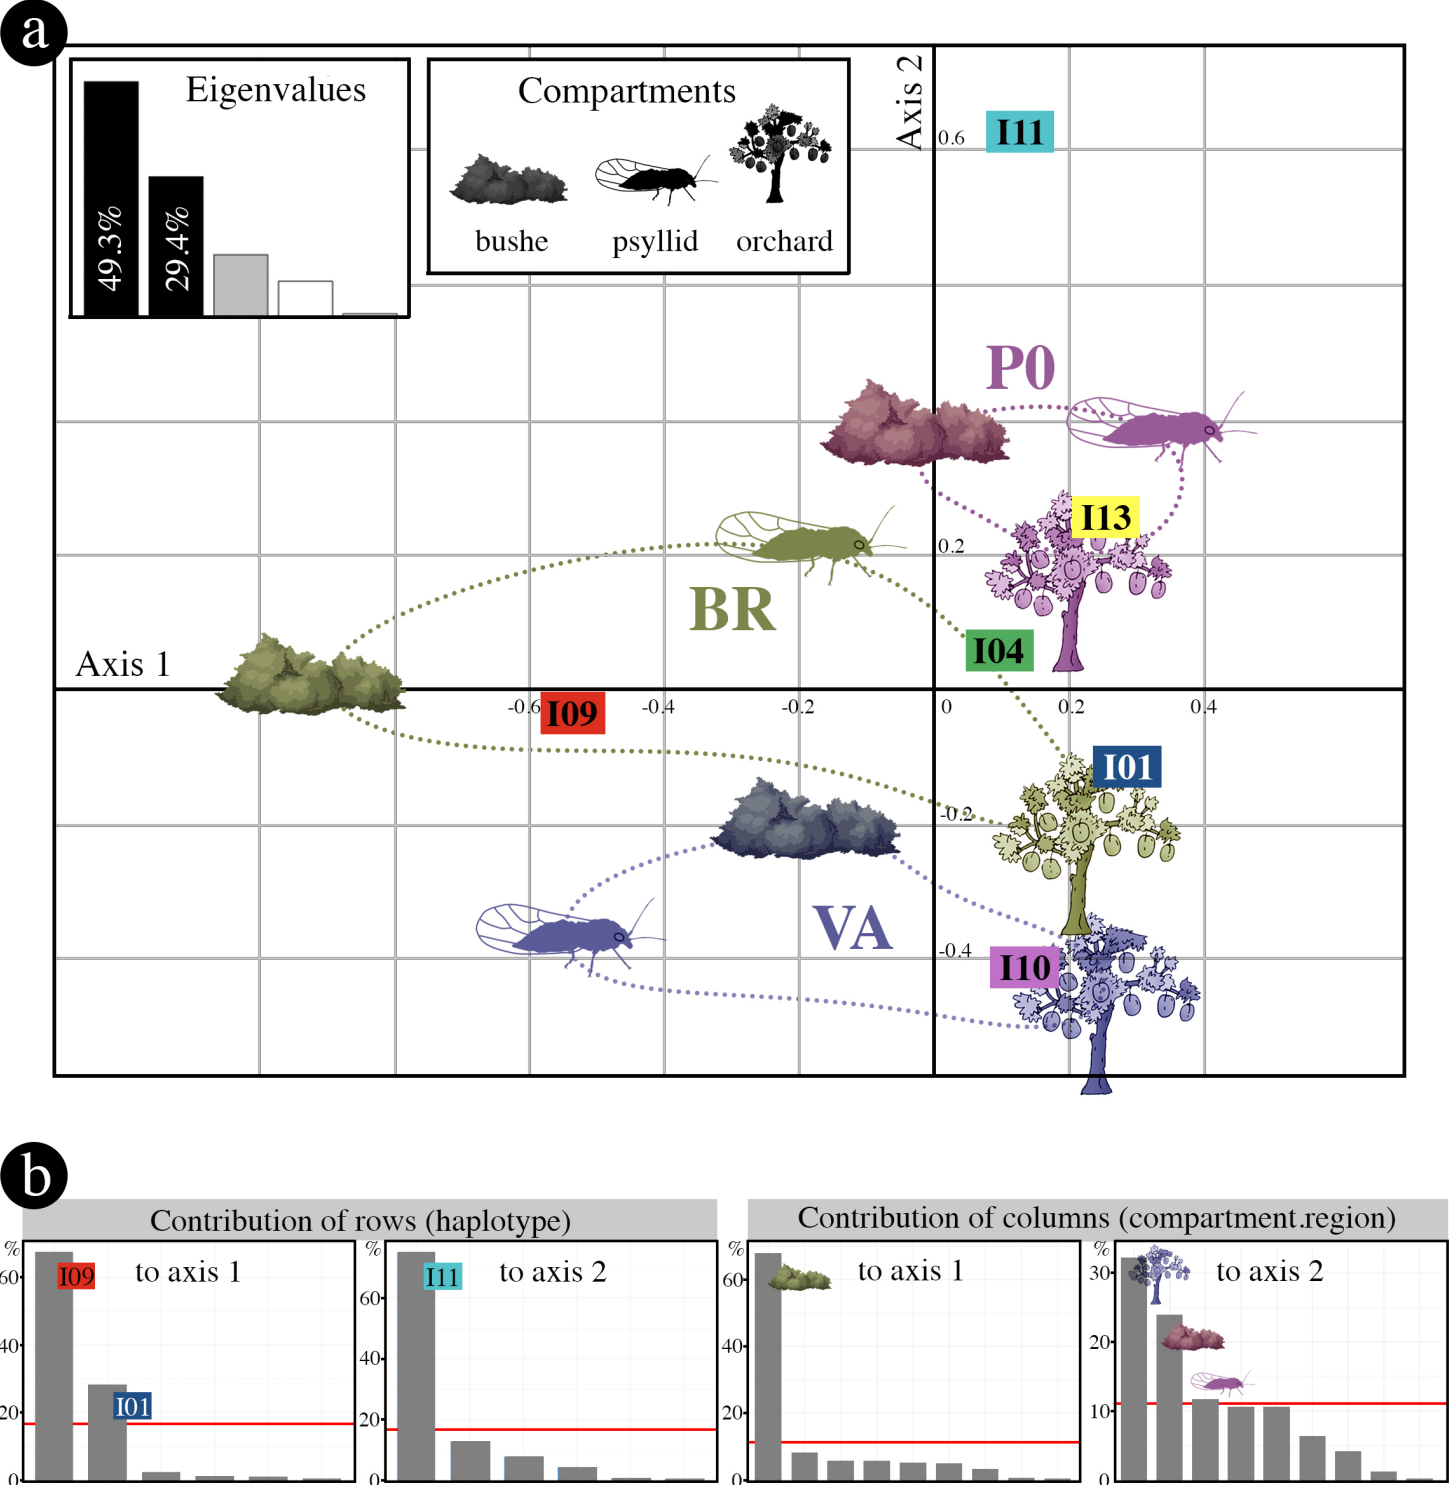 a
Eigenvalues
49.3%
29.4%
Compartments
bushe psyllid orchard
Axis 2
0.6
I11
P0
I13
0.2
BR
I04
Axis 1
-0.6 -0.4 -0.2 0 0.2 0.4
I09
I01
-0.2
VA
-0.4
I10
b
Contribution of rows (haplotype)
Contribution of columns (compartment.region)
%
to axis 1
I09
I01
60
40
20
0
%
to axis 2
I11
60
40
20
0
%
to axis 1
60
40
20
0
%
to axis 2
30
20
10
0